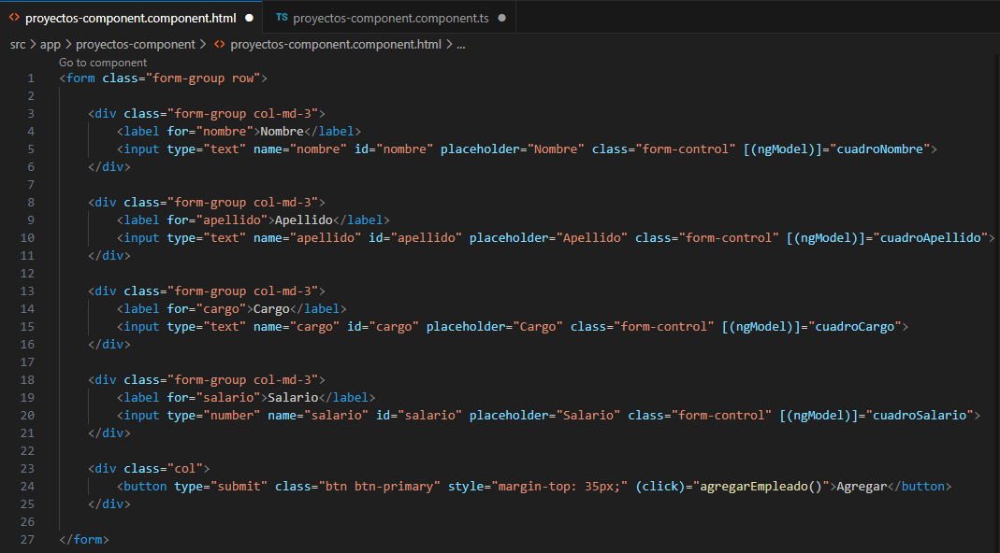 <> proyectos-component.component.html ● TS proyectos-component.component.ts ●
src > app > proyectos-component > <> proyectos-component.component.html > ...
Go to component
1 <form class="form-group row">
2
3 <div class="form-group col-md-3">
4 <label for="nombre">Nombre</label>
5 <input type="text" name="nombre" id="nombre" placeholder="Nombre" class="form-control" [(ngModel)]="cuadroNombre">
6 </div>
7
8 <div class="form-group col-md-3">
9 <label for="apellido">Apellido</label>
10 <input type="text" name="apellido" id="apellido" placeholder="Apellido" class="form-control" [(ngModel)]="cuadroApellido">
11 </div>
12
13 <div class="form-group col-md-3">
14 <label for="cargo">Cargo</label>
15 <input type="text" name="cargo" id="cargo" placeholder="Cargo" class="form-control" [(ngModel)]="cuadroCargo">
16 </div>
17
18 <div class="form-group col-md-3">
19 <label for="salario">Salario</label>
20 <input type="number" name="salario" id="salario" placeholder="Salario" class="form-control" [(ngModel)]="cuadroSalario">
21 </div>
22
23 <div class="col">
24 <button type="submit" class="btn btn-primary" style="margin-top: 35px;" (click)="agregarEmpleado()">Agregar</button>
25 </div>
26
27 </form>